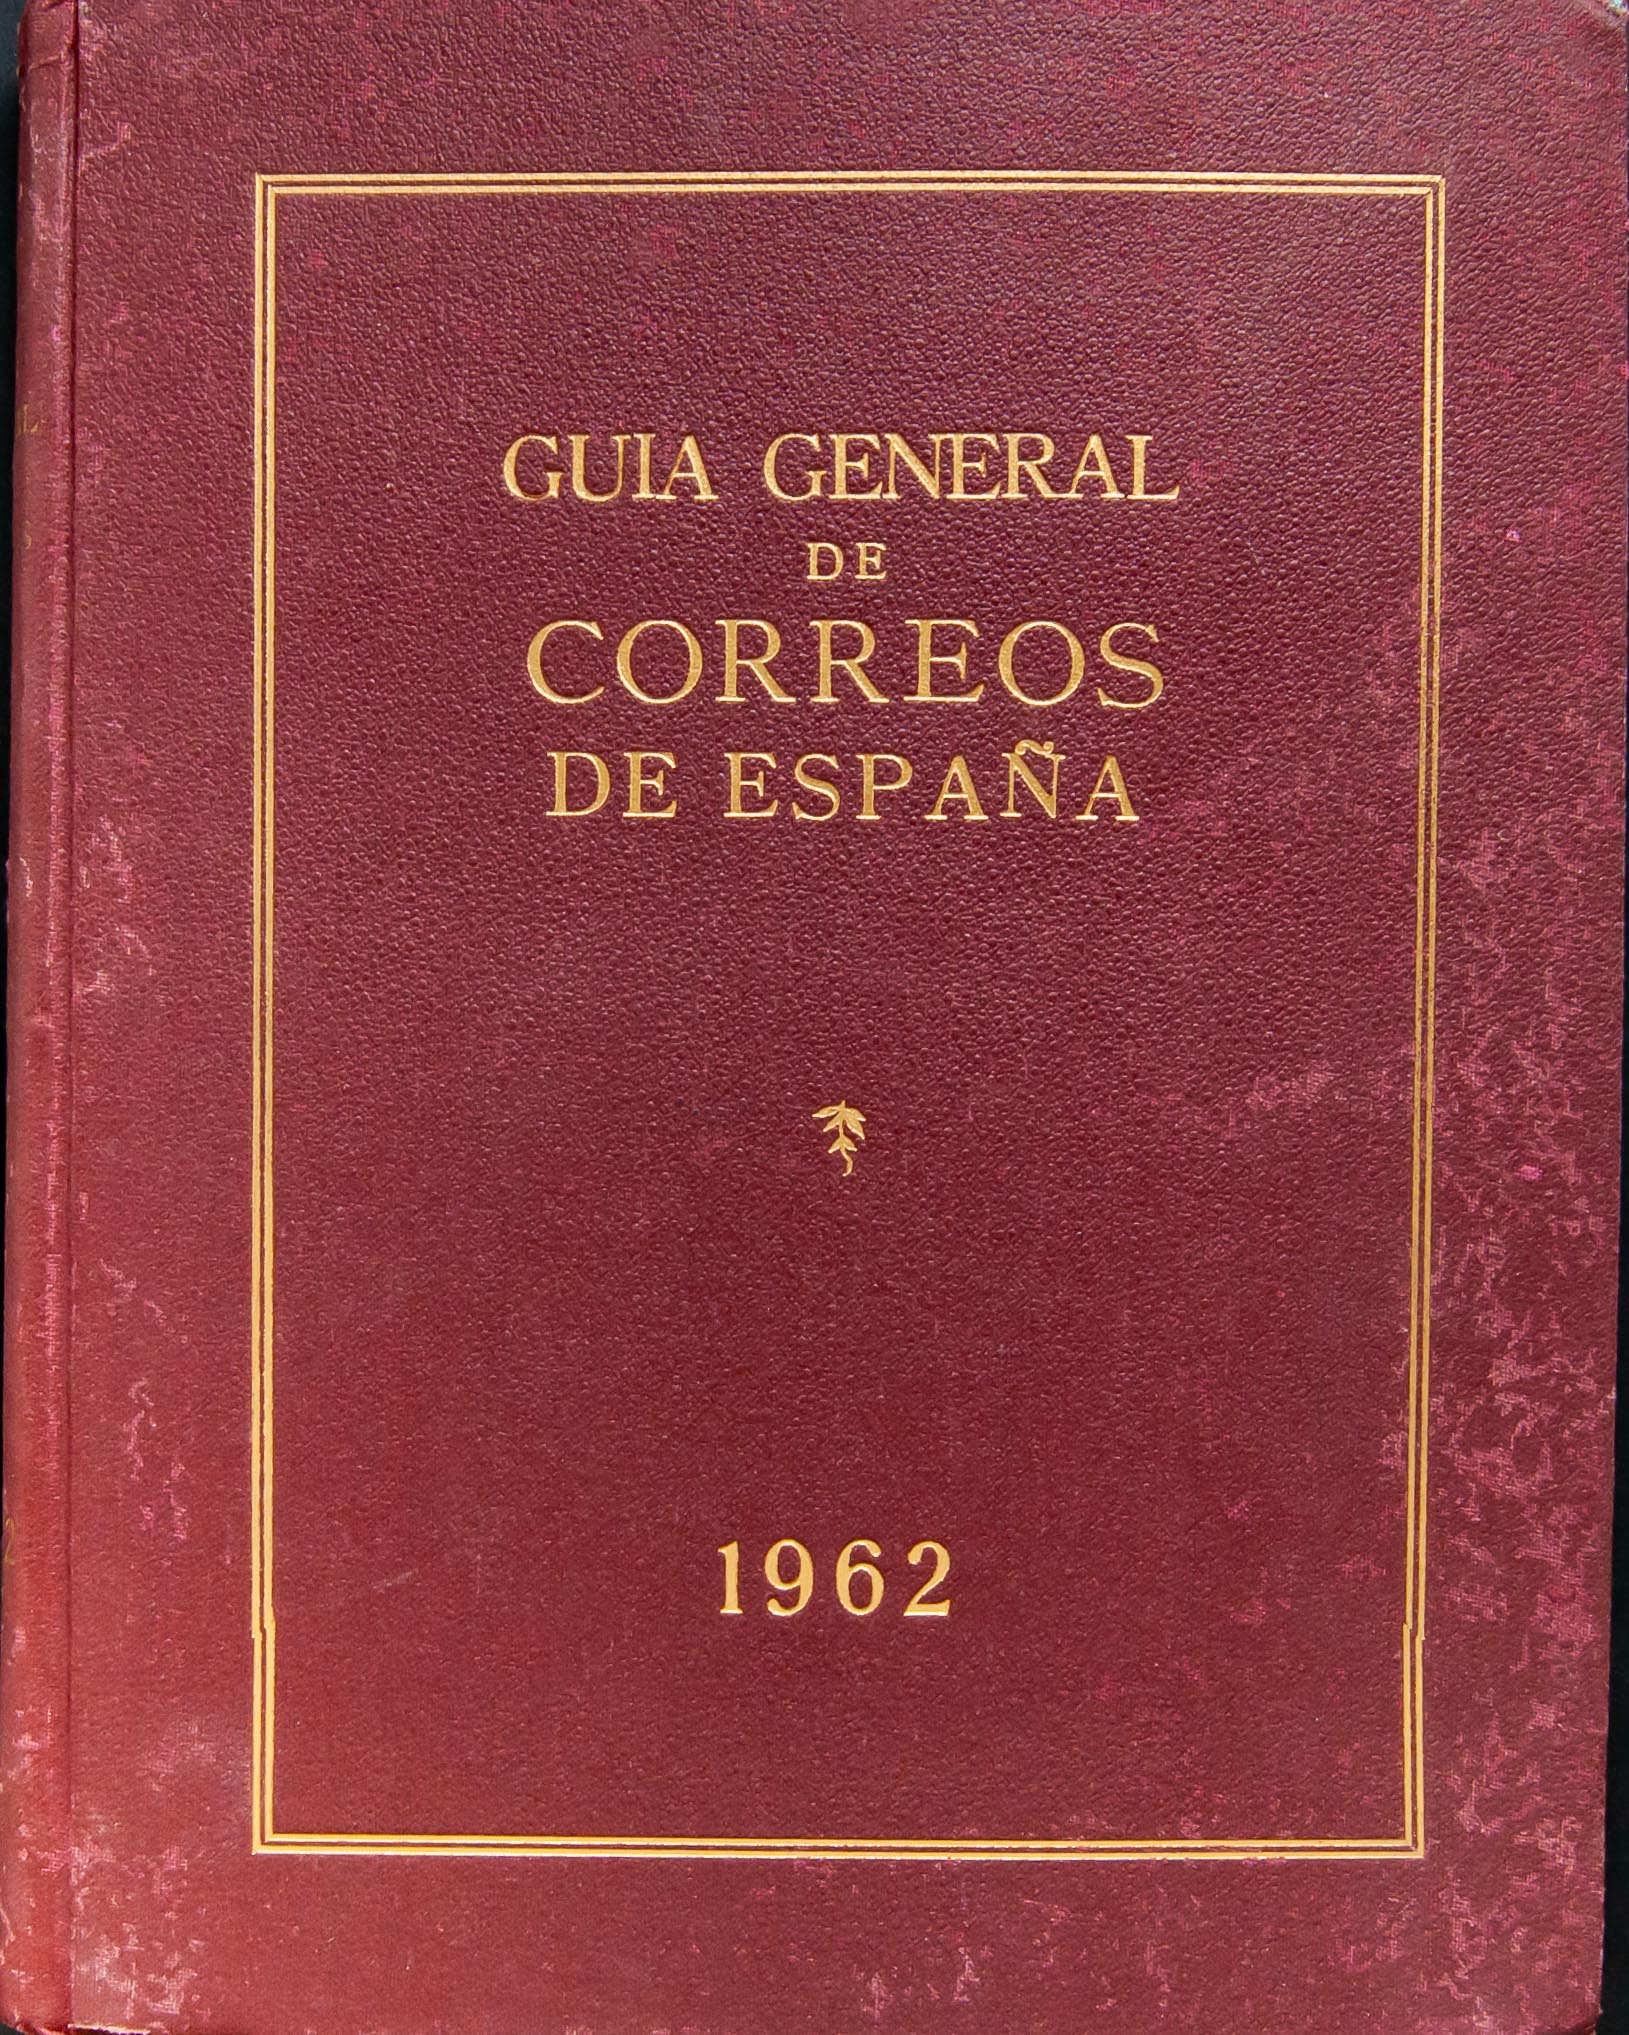 GUIA GENERAL
DE
CORREOS
DE ESPAÑA
1962